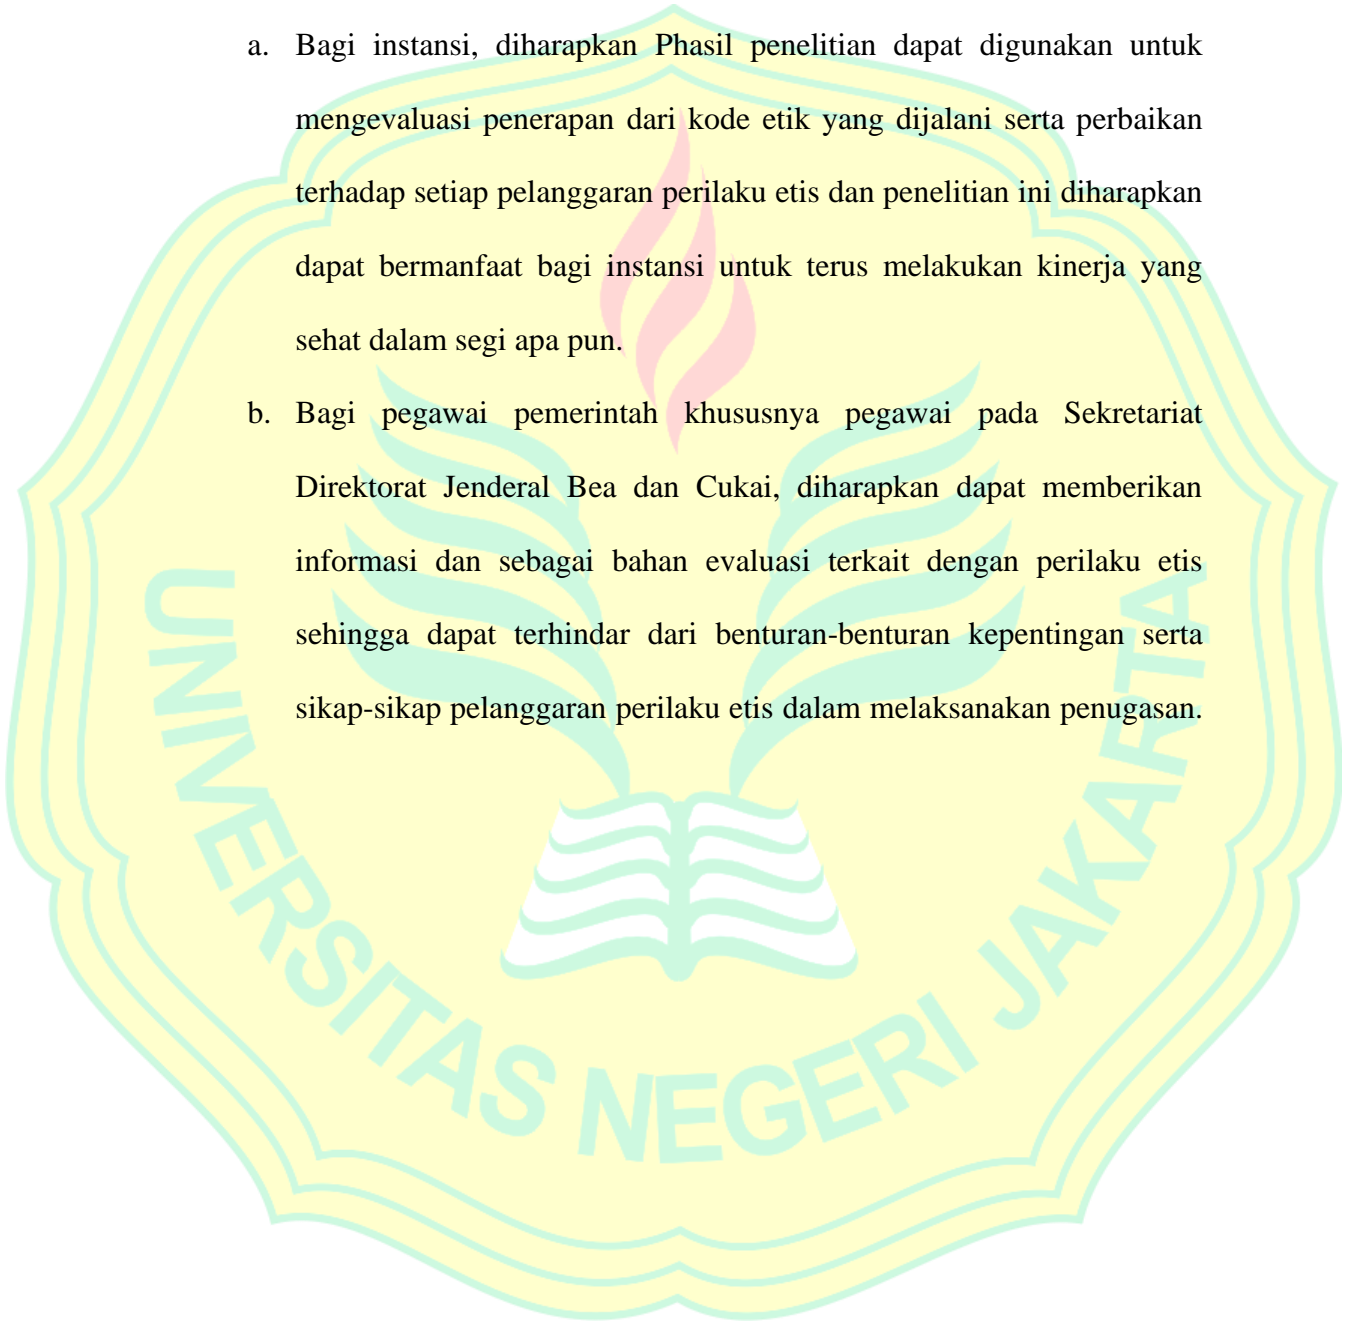 a. Bagi instansi, diharapkan Phasil penelitian dapat digunakan untuk
mengevaluasi penerapan dari kode etik yang dijalani serta perbaikan
terhadap setiap pelanggaran perilaku etis dan penelitian ini diharapkan
dapat bermanfaat bagi instansi untuk terus melakukan kinerja yang
sehat dalam segi apa pun.
b. Bagi pegawai pemerintah khususnya pegawai pada Sekretariat
Direktorat Jenderal Bea dan Cukai, diharapkan dapat memberikan
informasi dan sebagai bahan evaluasi terkait dengan perilaku etis
sehingga dapat terhindar dari benturan-benturan kepentingan serta
sikap-sikap pelanggaran perilaku etis dalam melaksanakan penugasan.
UNIVERSITAS NEGERI JAKARTA